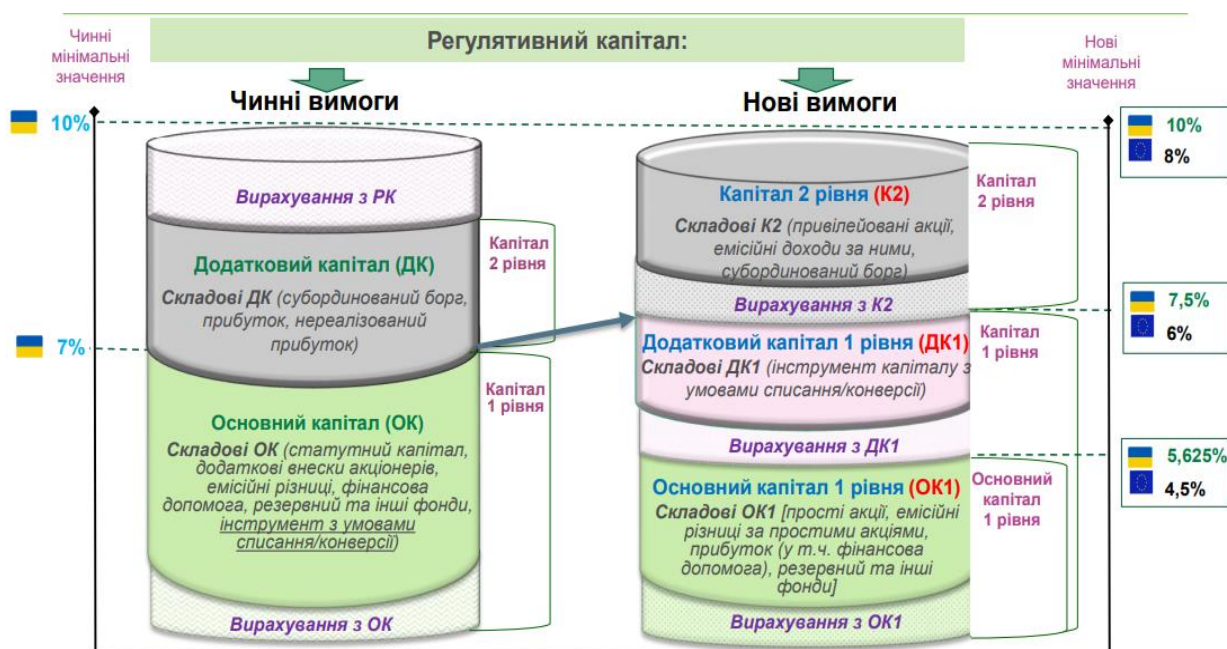 Регулятивний капітал:
Чинні
мінімальні
значення
Нові
мінімальні
значення
Чинні вимоги
Нові вимоги
10%
Вирахування з РК
Капітал
2 рівня
Додатковий капітал (ДК)
Складові ДК (субординований борг,
прибуток, нереалізований
прибуток)
7%
Капітал
1 рівня
Основний капітал (ОК)
Складові ОК (статутний капітал,
додаткові внески акціонерів,
емісійні різниці, фінансова
допомога, резервний та інші фонди,
інструмент з умовами
списання/конверсії)
Вирахування з ОК
Капітал 2 рівня (К2)
Складові К2 (привілейовані акції,
емісійні доходи за ними,
субординований борг)
Вирахування з К2
Капітал
2 рівня
Додатковий капітал 1 рівня (ДК1)
Складові ДК1 (інструмент капіталу з
умовами списання/конверсії)
Вирахування з ДК1
Капітал
1 рівня
Основний капітал 1 рівня (ОК1)
Складові ОК1 [прості акції, емісійні
різниці за простими акціями,
прибуток (у т.ч. фінансова
допомога), резервний та інші
фонди]
Вирахування з ОК1
Основний
капітал
1 рівня
10%
8%
7,5%
6%
5,625%
4,5%